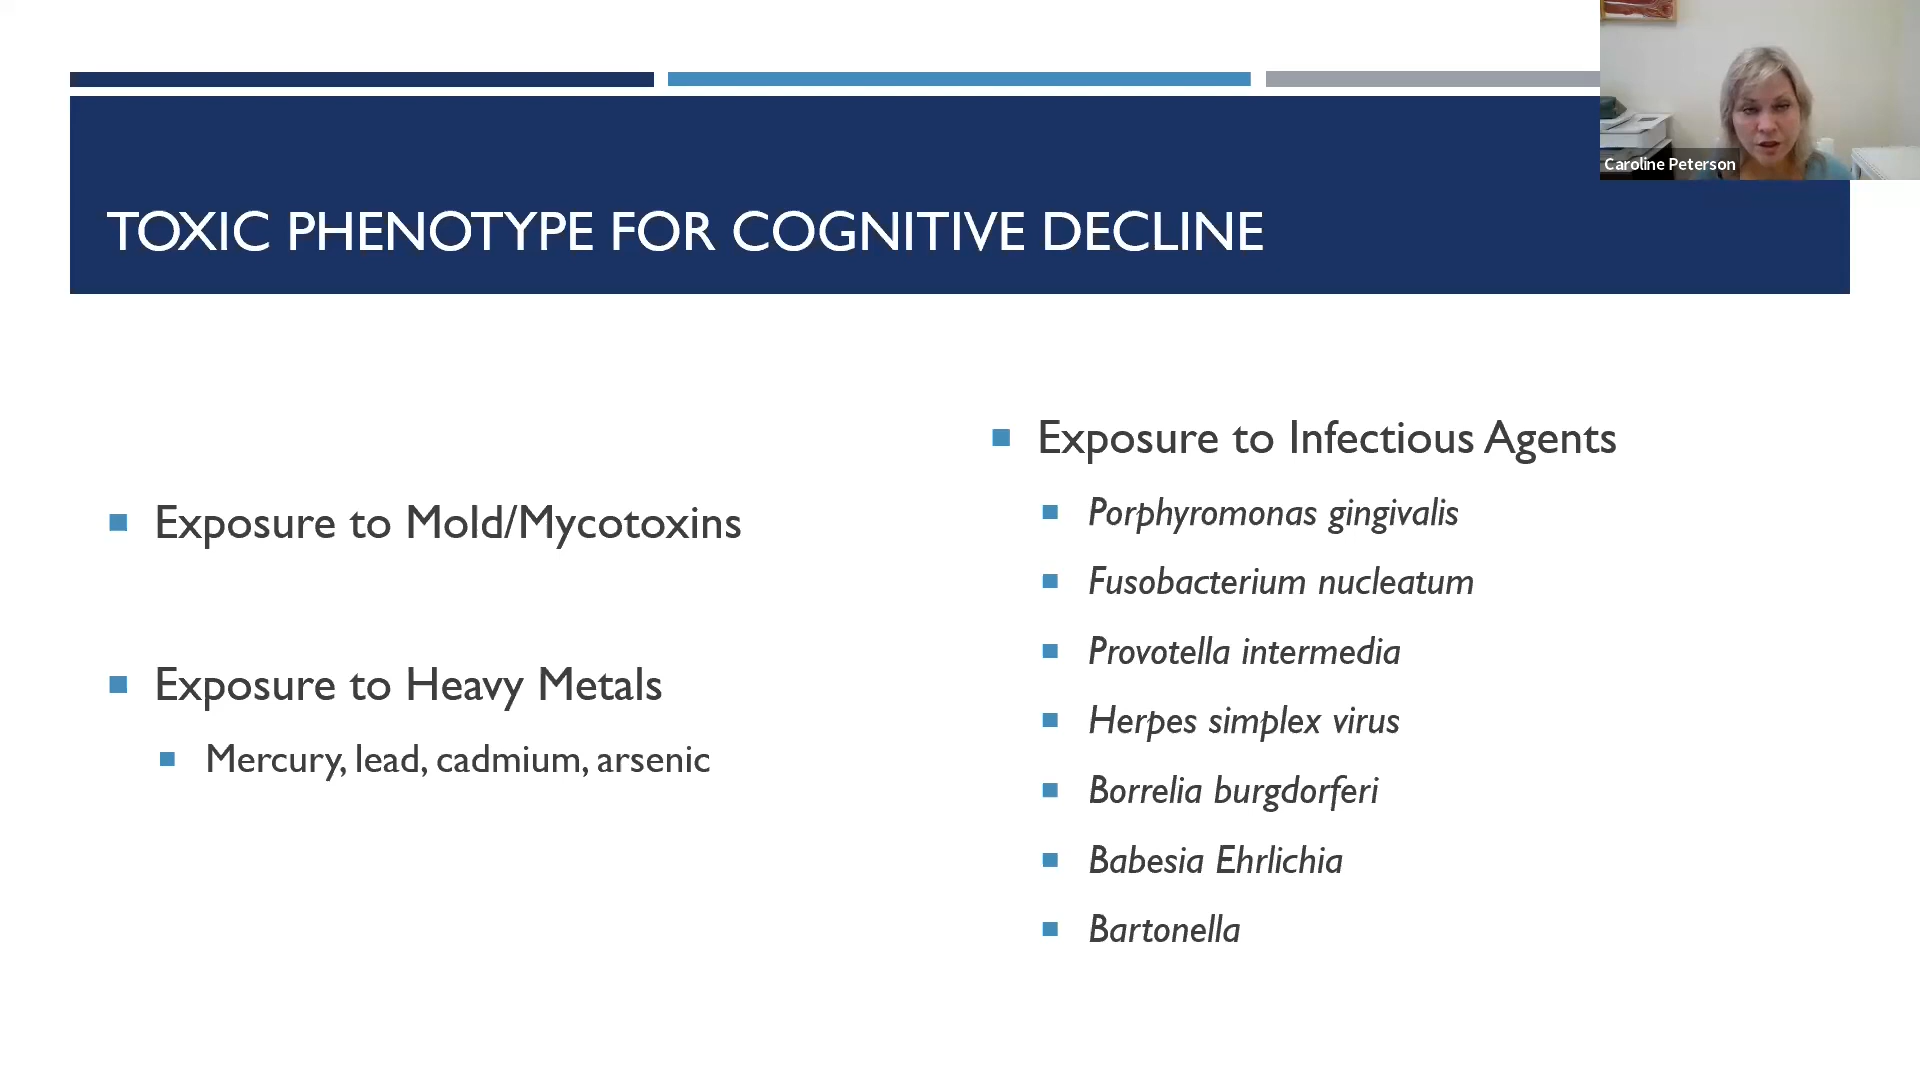 Caroline Peterson
TOXIC PHENOTYPE FOR COGNITIVE DECLINE
Exposure to Mold/Mycotoxins
Exposure to Heavy Metals
Mercury, lead, cadmium, arsenic
Exposure to Infectious Agents
Porphyromonas gingivalis
Fusobacterium nucleatum
Provotella intermedia
Herpes simplex virus
Borrelia burgdorferi
Babesia Ehrlichia
Bartonella